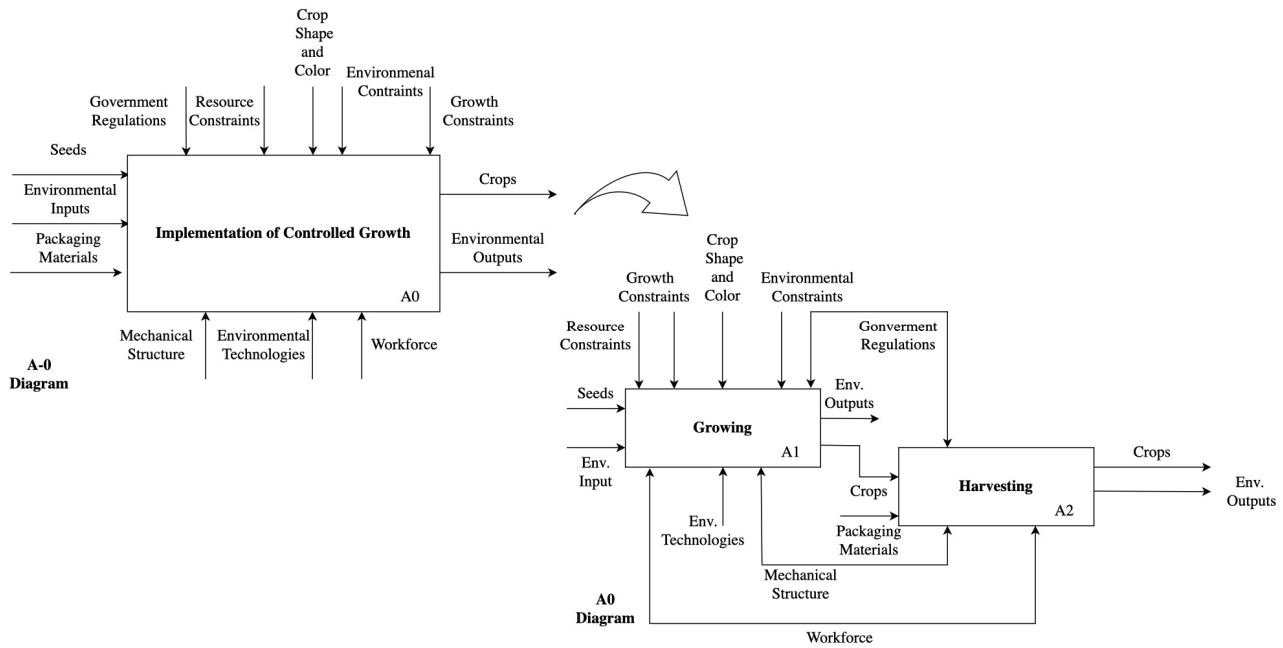 Crop
Shape
and
Color
Environmenal
Contraints
Government
Regulations
Resource
Constraints
Growth
Constraints
Seeds
Environmental
Inputs
Packaging
Materials
Implementation of Controlled Growth
A0
Crops
Environmental
Outputs
Mechanical
Structure
Environmental
Technologies
Workforce
A-0
Diagram
Crop
Shape
and
Color
Growth
Constraints
Environmental
Constraints
Resource
Constraints
Gonverment
Regulations
Seeds
Env.
Input
Growing
A1
Env.
Outputs
Crops
Packaging
Materials
Harvesting
A2
Crops
Env.
Outputs
Env.
Technologies
Mechanical
Structure
Workforce
A0
Diagram